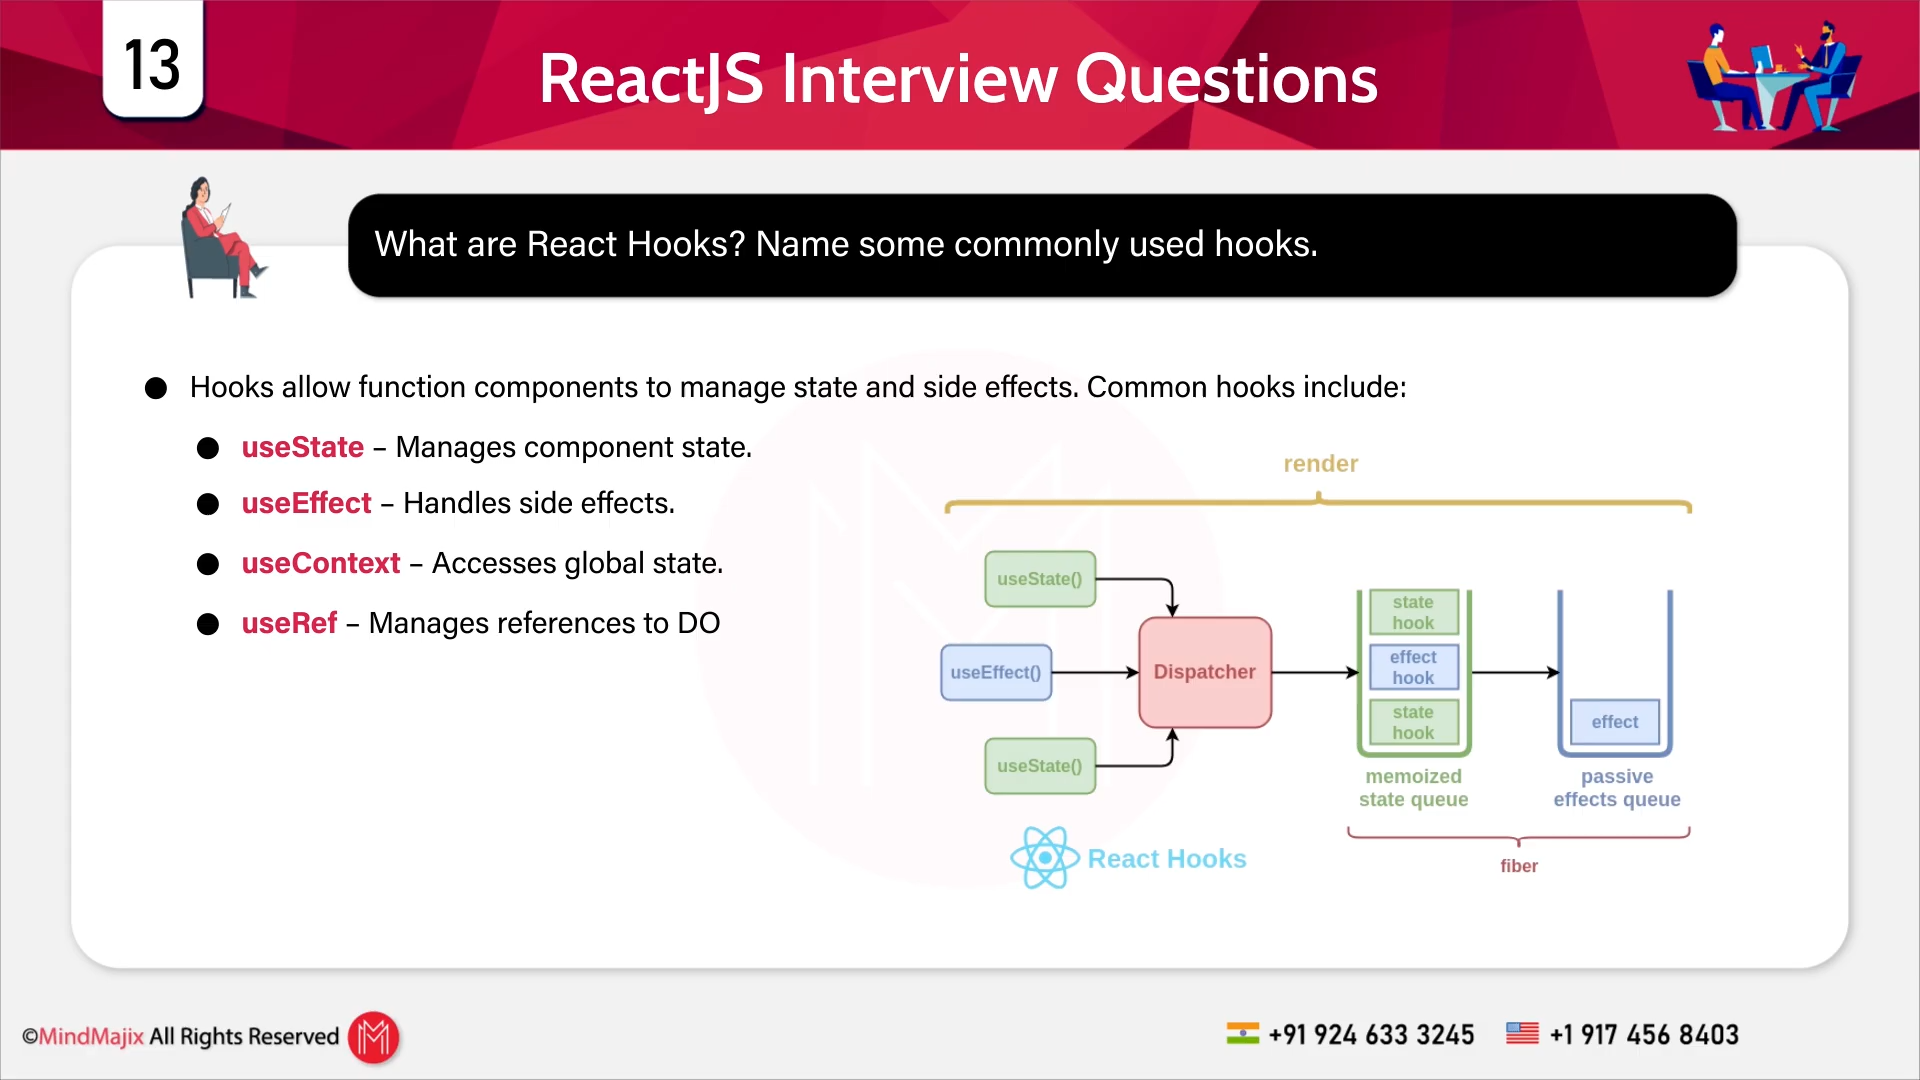 13
ReactJS Interview Questions
What are React Hooks? Name some commonly used hooks.
Hooks allow function components to manage state and side effects. Common hooks include:
useState – Manages component state.
useEffect – Handles side effects.
useContext – Accesses global state.
useRef – Manages references to DO
render
useState()
useEffect()
useState()
Dispatcher
state
hook
effect
hook
state
hook
memoized
state queue
effect
passive
effects queue
fiber
React Hooks
©MindMajix All Rights Reserved
+91 924 633 3245
+1 917 456 8403